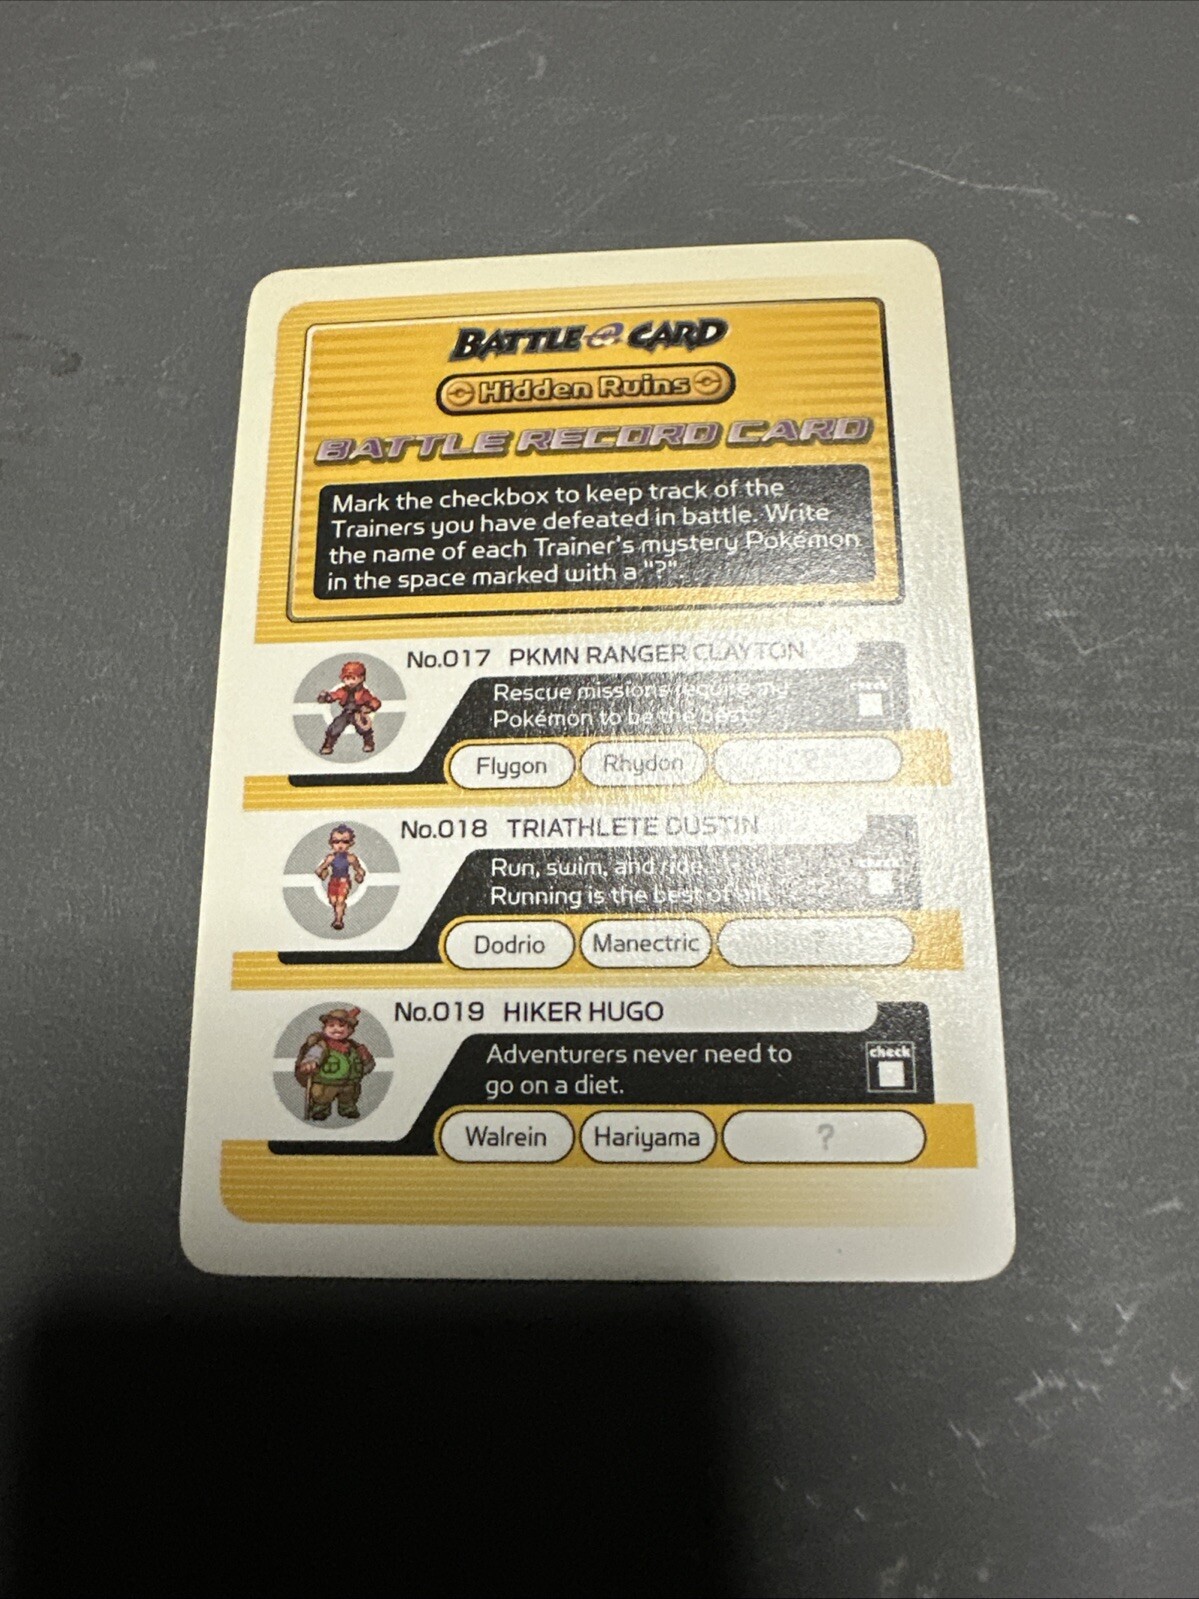 BATTLE e CARD
Hidden Ruins
BATTLE RECORD CARD
Mark the checkbox to keep track of the
Trainers you have defeated in battle. Write
the name of each Trainer's mystery Pokémon
in the space marked with a "?".
No.017 PKMN RANGER CLAYTON
Rescue missions require my
Pokémon to be the best.
check
Flygon Rhydon ?
No.018 TRIATHLETE DUSTIN
Run, swim, and ride.
Running is the best of all!
check
Dodrio Manectric ?
No.019 HIKER HUGO
Adventurers never need to
go on a diet.
check
Walrein Hariyama ?